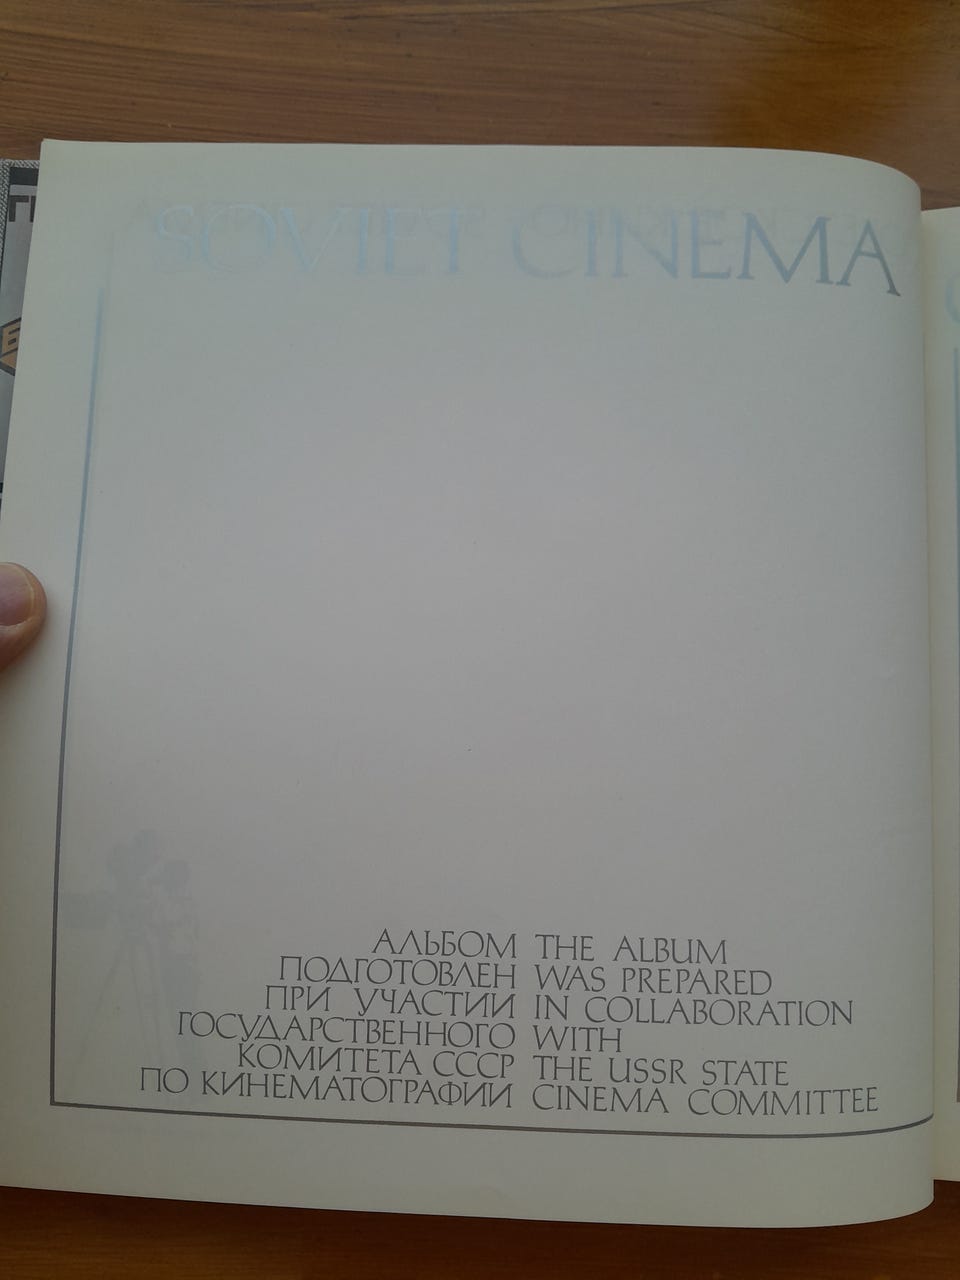 SOVIET CINEMA
АЛЬБОМ
ПОДГОТОВЛЕН
ПРИ УЧАСТИИ
ГОСУДАРСТВЕННОГО
КОМИТЕТА СССР
ПО КИНЕМАТОГРАФИИ
THE ALBUM
WAS PREPARED
IN COLLABORATION
WITH
THE USSR STATE
CINEMA COMMITTEE